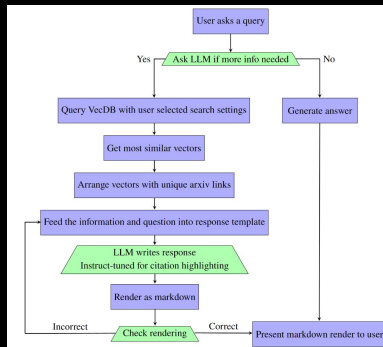 User asks a query
Yes
Ask LLM if more info needed
No
Query VecDB with user selected search settings
Generate answer
Get most similar vectors
Arrange vectors with unique arxiv links
Feed the information and question into response template
LLM writes response
Instruct-tuned for citation highlighting
Render as markdown
Incorrect
Check rendering
Correct
Present markdown render to user